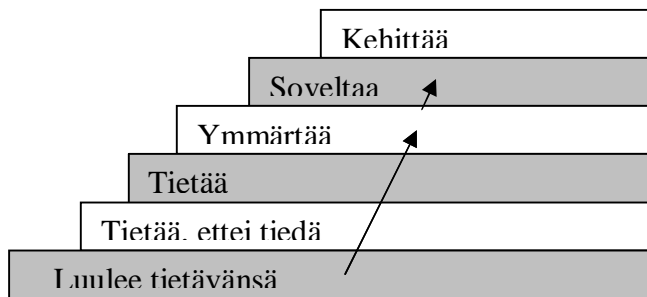 Kehittää
Soveltaa
Ymmärtää
Tietää
Tietää, ettei tiedä
Luulee tietävänsä